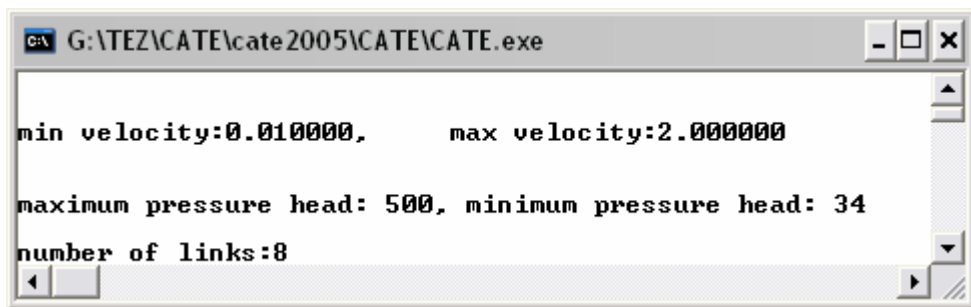 G:\TEZ\CATE\cate2005\CATE\CATE.exe
min velocity:0.010000,     max velocity:2.000000
maximum pressure head: 500, minimum pressure head: 34
number of links:8